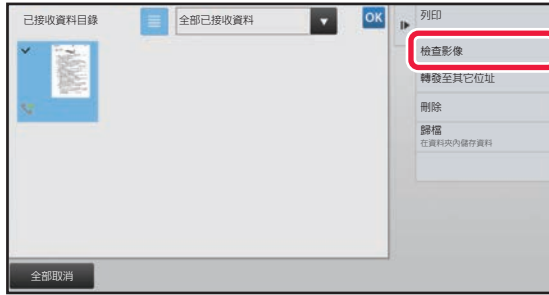 已接收資料目錄
全部已接收資料
OK
列印
檢查影像
轉發至其它位址
刪除
歸檔
在資料夾內儲存資料
全部取消